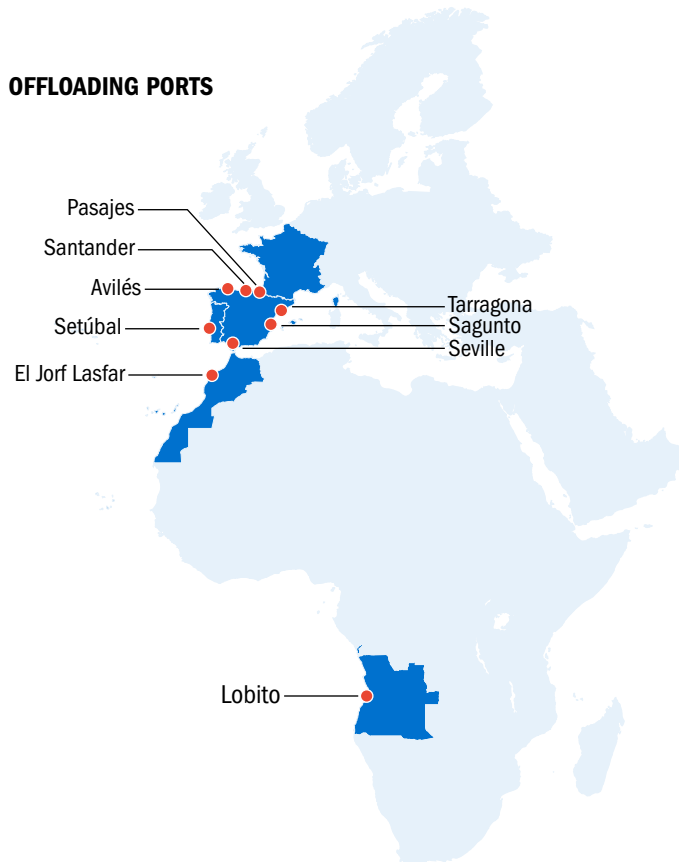 OFFLOADING PORTS
Pasajes
Santander
Avilés
Setúbal
El Jorf Lasfar
Tarragona
Sagunto
Seville
Lobito